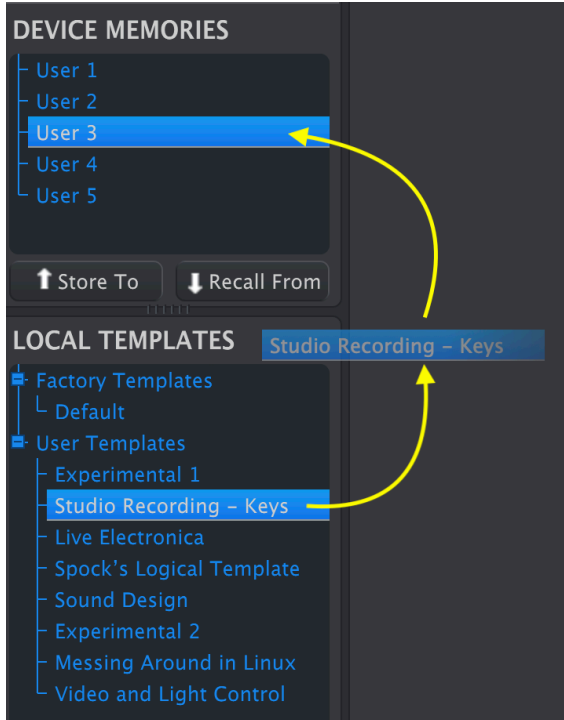 DEVICE MEMORIES
User 1
User 2
User 3
User 4
User 5
Store To
Recall From
LOCAL TEMPLATES
Studio Recording – Keys
Factory Templates
Default
User Templates
Experimental 1
Studio Recording – Keys
Live Electronica
Spock's Logical Template
Sound Design
Experimental 2
Messing Around in Linux
Video and Light Control